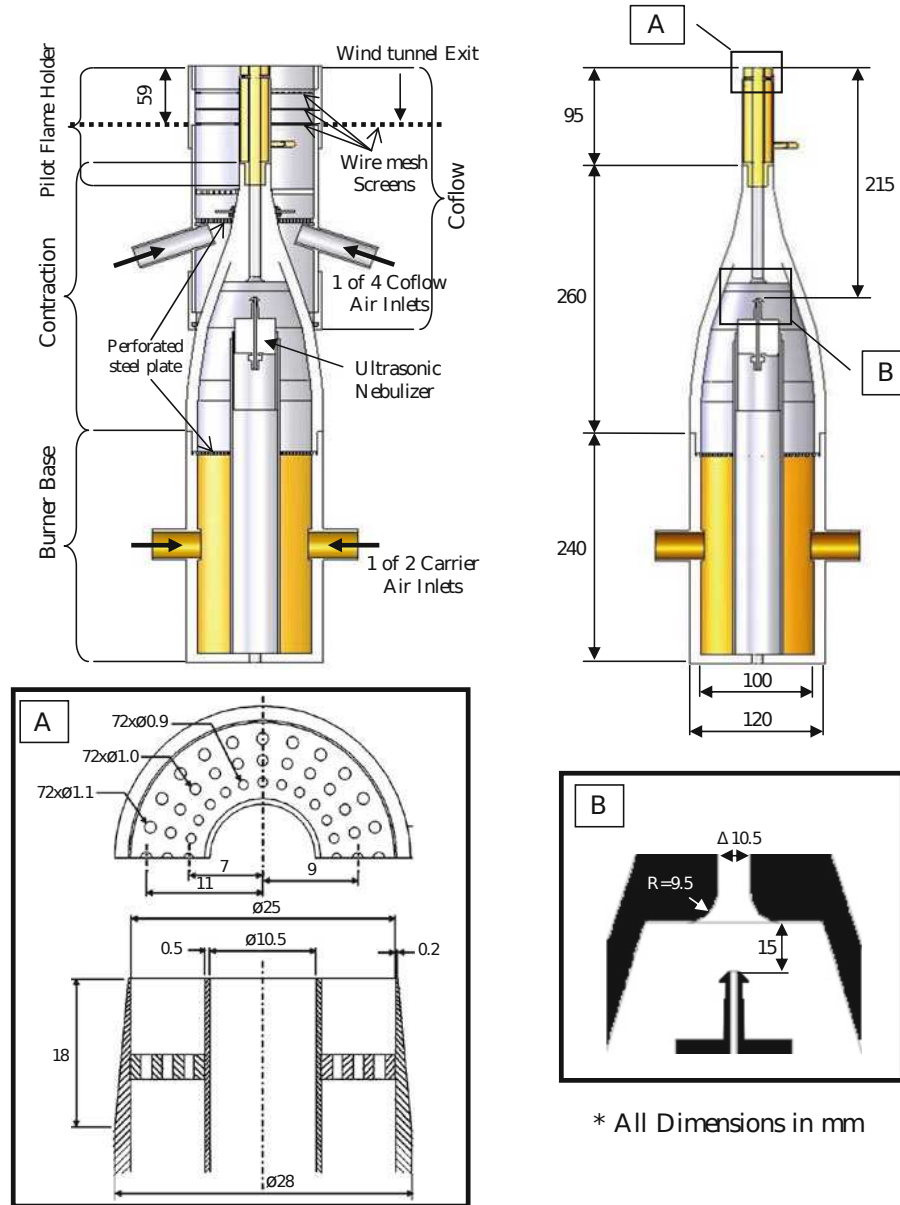 Pilot Flame Holder
Contraction
Burner Base
59
Wind tunnel Exit
Wire mesh
Screens
Coflow
1 of 4 Coflow
Air Inlets
Perforated
steel plate
Ultrasonic
Nebulizer
1 of 2 Carrier
Air Inlets
A
95
215
260
B
240
100
120
A
72xø0.9
72xø1.0
72xø1.1
7
9
11
ø25
0.5
ø10.5
0.2
18
ø28
B
Δ 10.5
R=9.5
15
* All Dimensions in mm